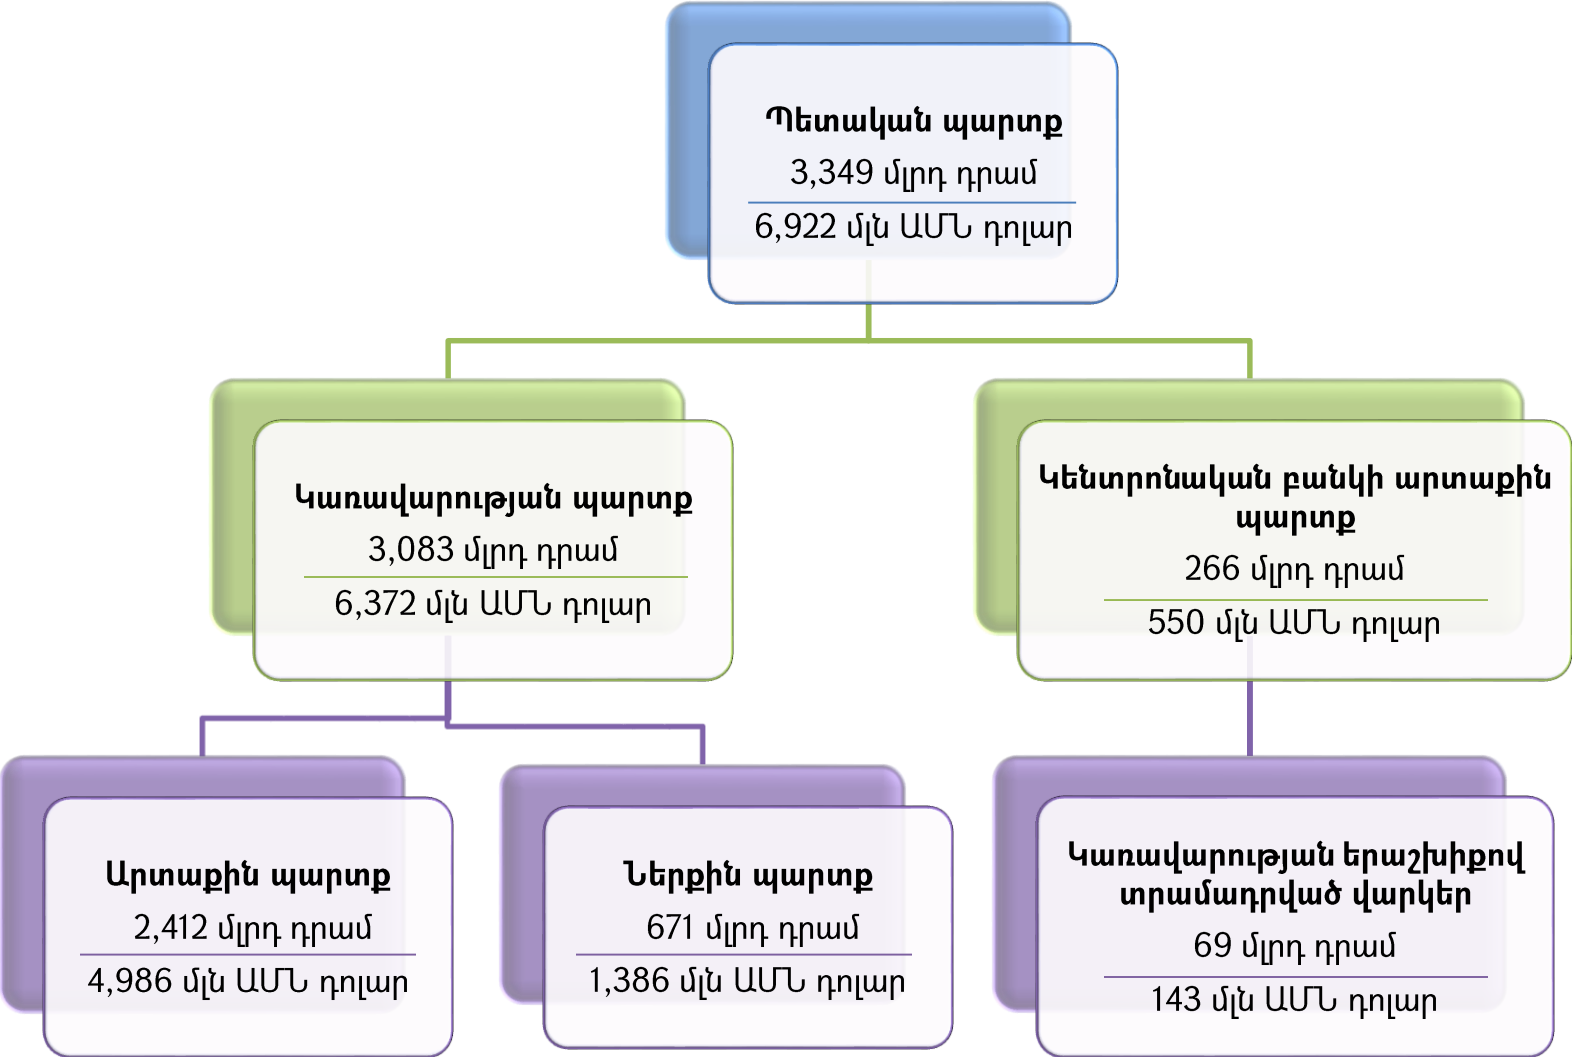 Պետական պարտք
3,349 մլրդ դրամ
6,922 մլն ԱՄՆ դոլար
Կառավարության պարտք
3,083 մլրդ դրամ
6,372 մլն ԱՄՆ դոլար
Կենտրոնական բանկի արտաքին
պարտք
266 մլրդ դրամ
550 մլն ԱՄՆ դոլար
Արտաքին պարտք
2,412 մլրդ դրամ
4,986 մլն ԱՄՆ դոլար
Ներքին պարտք
671 մլրդ դրամ
1,386 մլն ԱՄՆ դոլար
Կառավարության երաշխիքով
տրամադրված վարկեր
69 մլրդ դրամ
143 մլն ԱՄՆ դոլար